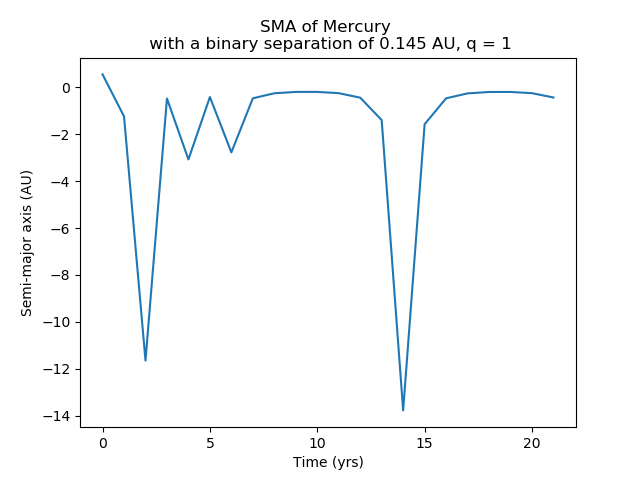 SMA of Mercury
with a binary separation of 0.145 AU, q = 1
Semi-major axis (AU)
0
−2
−4
−6
−8
−10
−12
−14
0 5 10 15 20
Time (yrs)